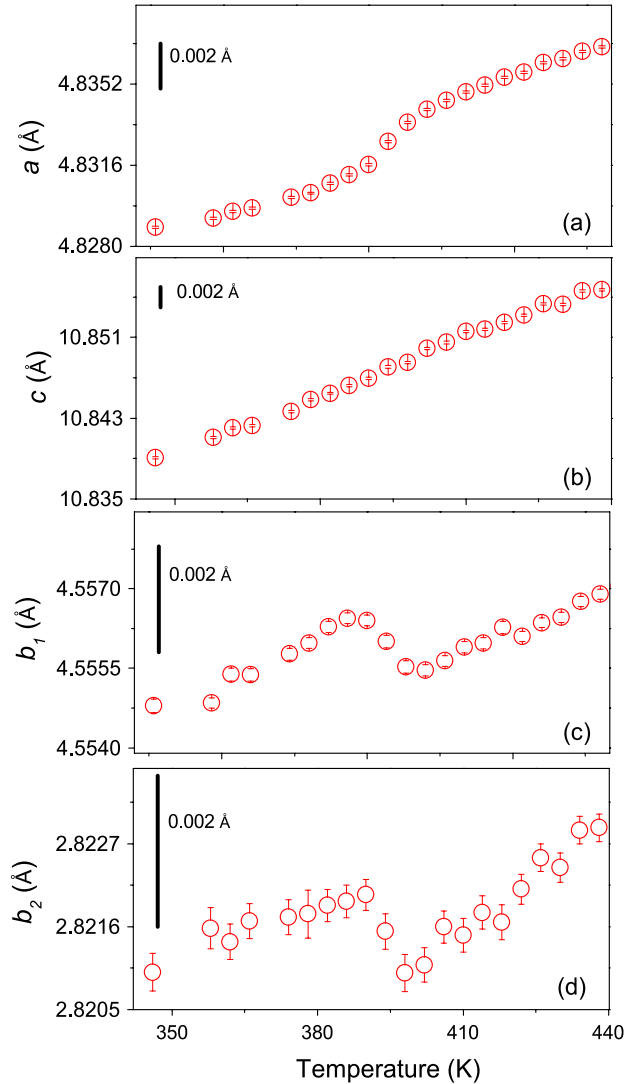 0.002 Å
4.8352
4.8316
4.8280
a (Å)
(a)
0.002 Å
10.851
10.843
10.835
c (Å)
(b)
0.002 Å
4.5570
4.5555
4.5540
b1 (Å)
(c)
0.002 Å
2.8227
2.8216
2.8205
b2 (Å)
(d)
350 380 410 440
Temperature (K)